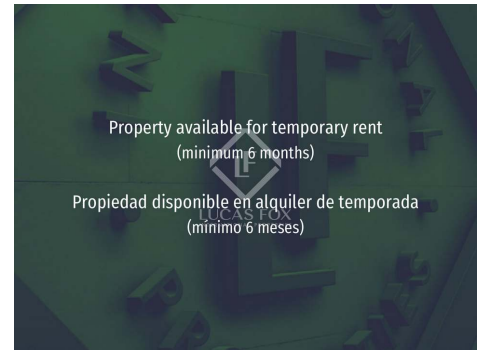 Property available for temporary rent
(minimum 6 months)
LF
Propiedad disponible en alquiler de temporada
LUCAS FOX
(mínimo 6 meses)